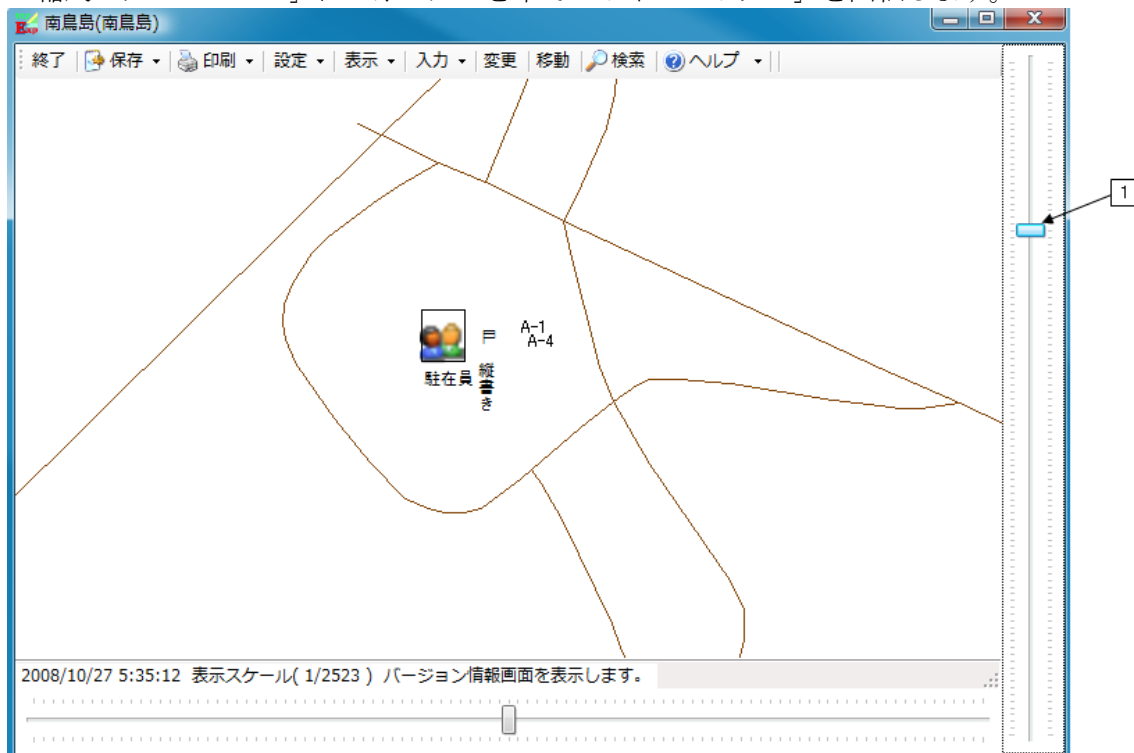 南鳥島(南鳥島)
終了 保存 印刷 設定 表示 入力 変更 移動 検索 ヘルプ
1
A-1
A-4
駐在員
縦書き
2008/10/27 5:35:12 表示スケール( 1/2523 ) バージョン情報画面を表示します。